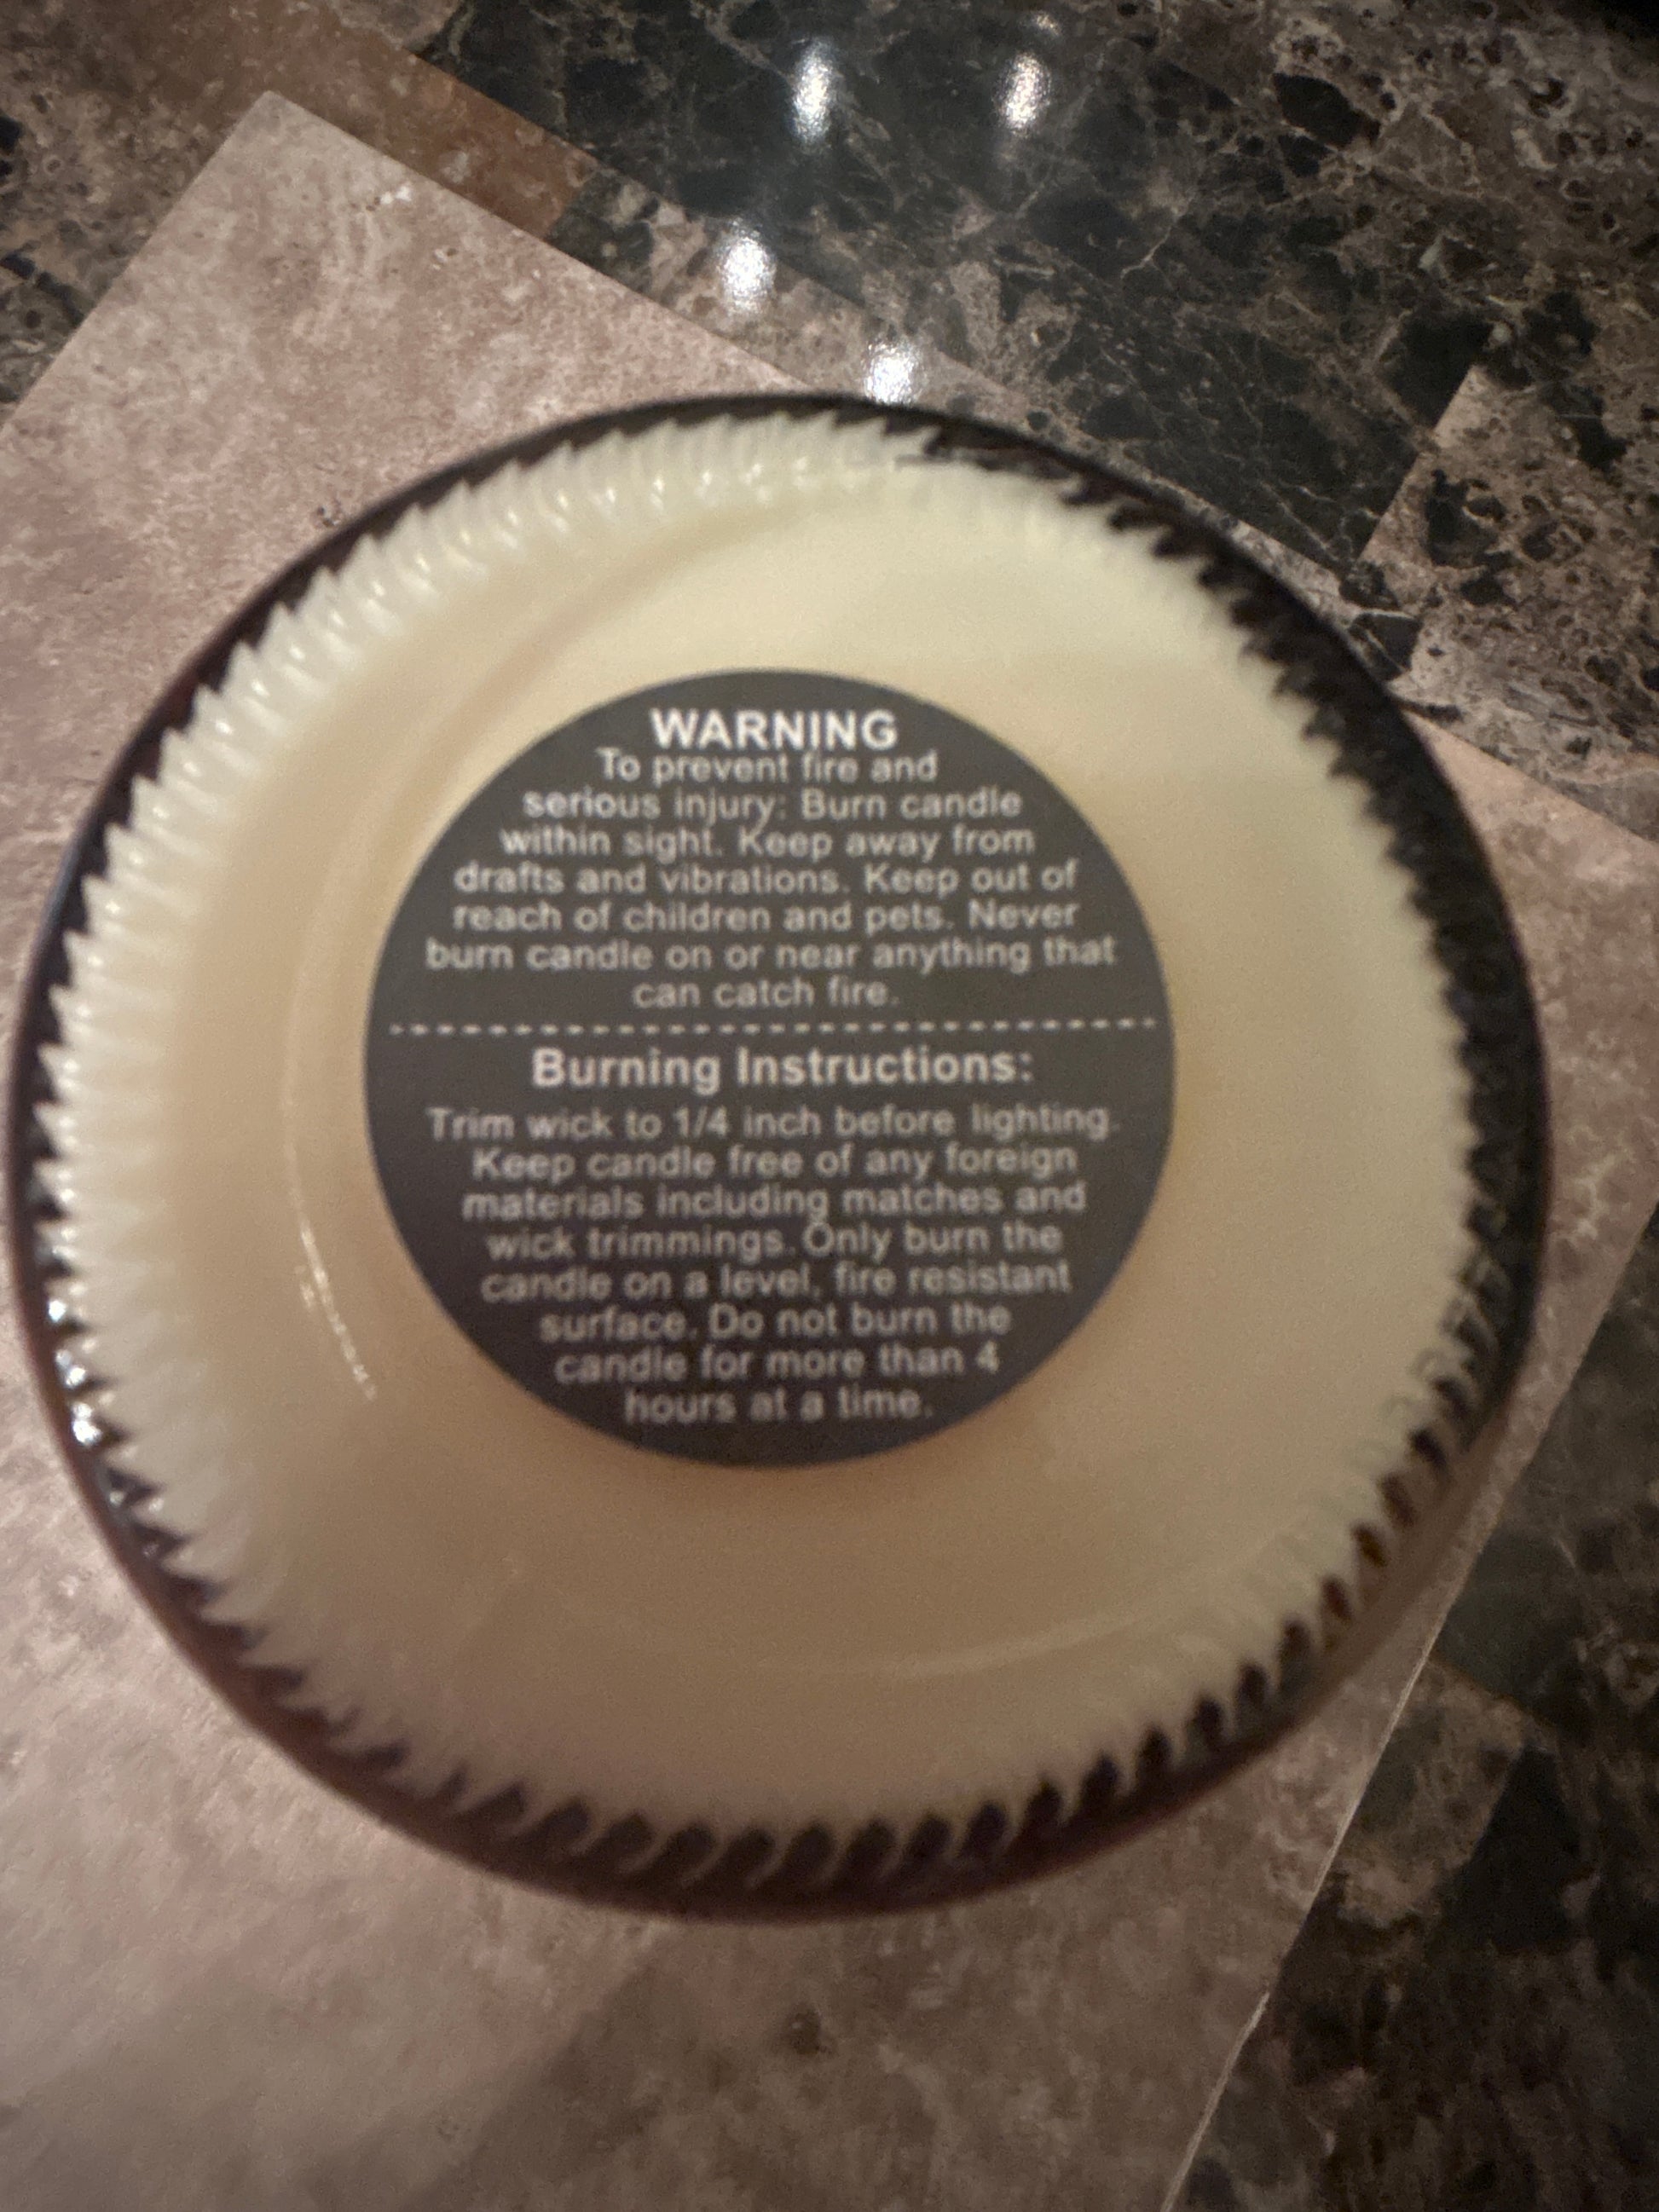 WARNING
To prevent fire and
serious injury: Burn candle
within sight. Keep away from
drafts and vibrations. Keep out of
reach of children and pets. Never
burn candle on or near anything that
can catch fire.
Burning Instructions:
Trim wick to 1/4 inch before lighting.
Keep candle free of any foreign
materials including matches and
wick trimmings. Only burn the
candle on a level, fire resistant
surface. Do not burn the
candle for more than 4
hours at a time.